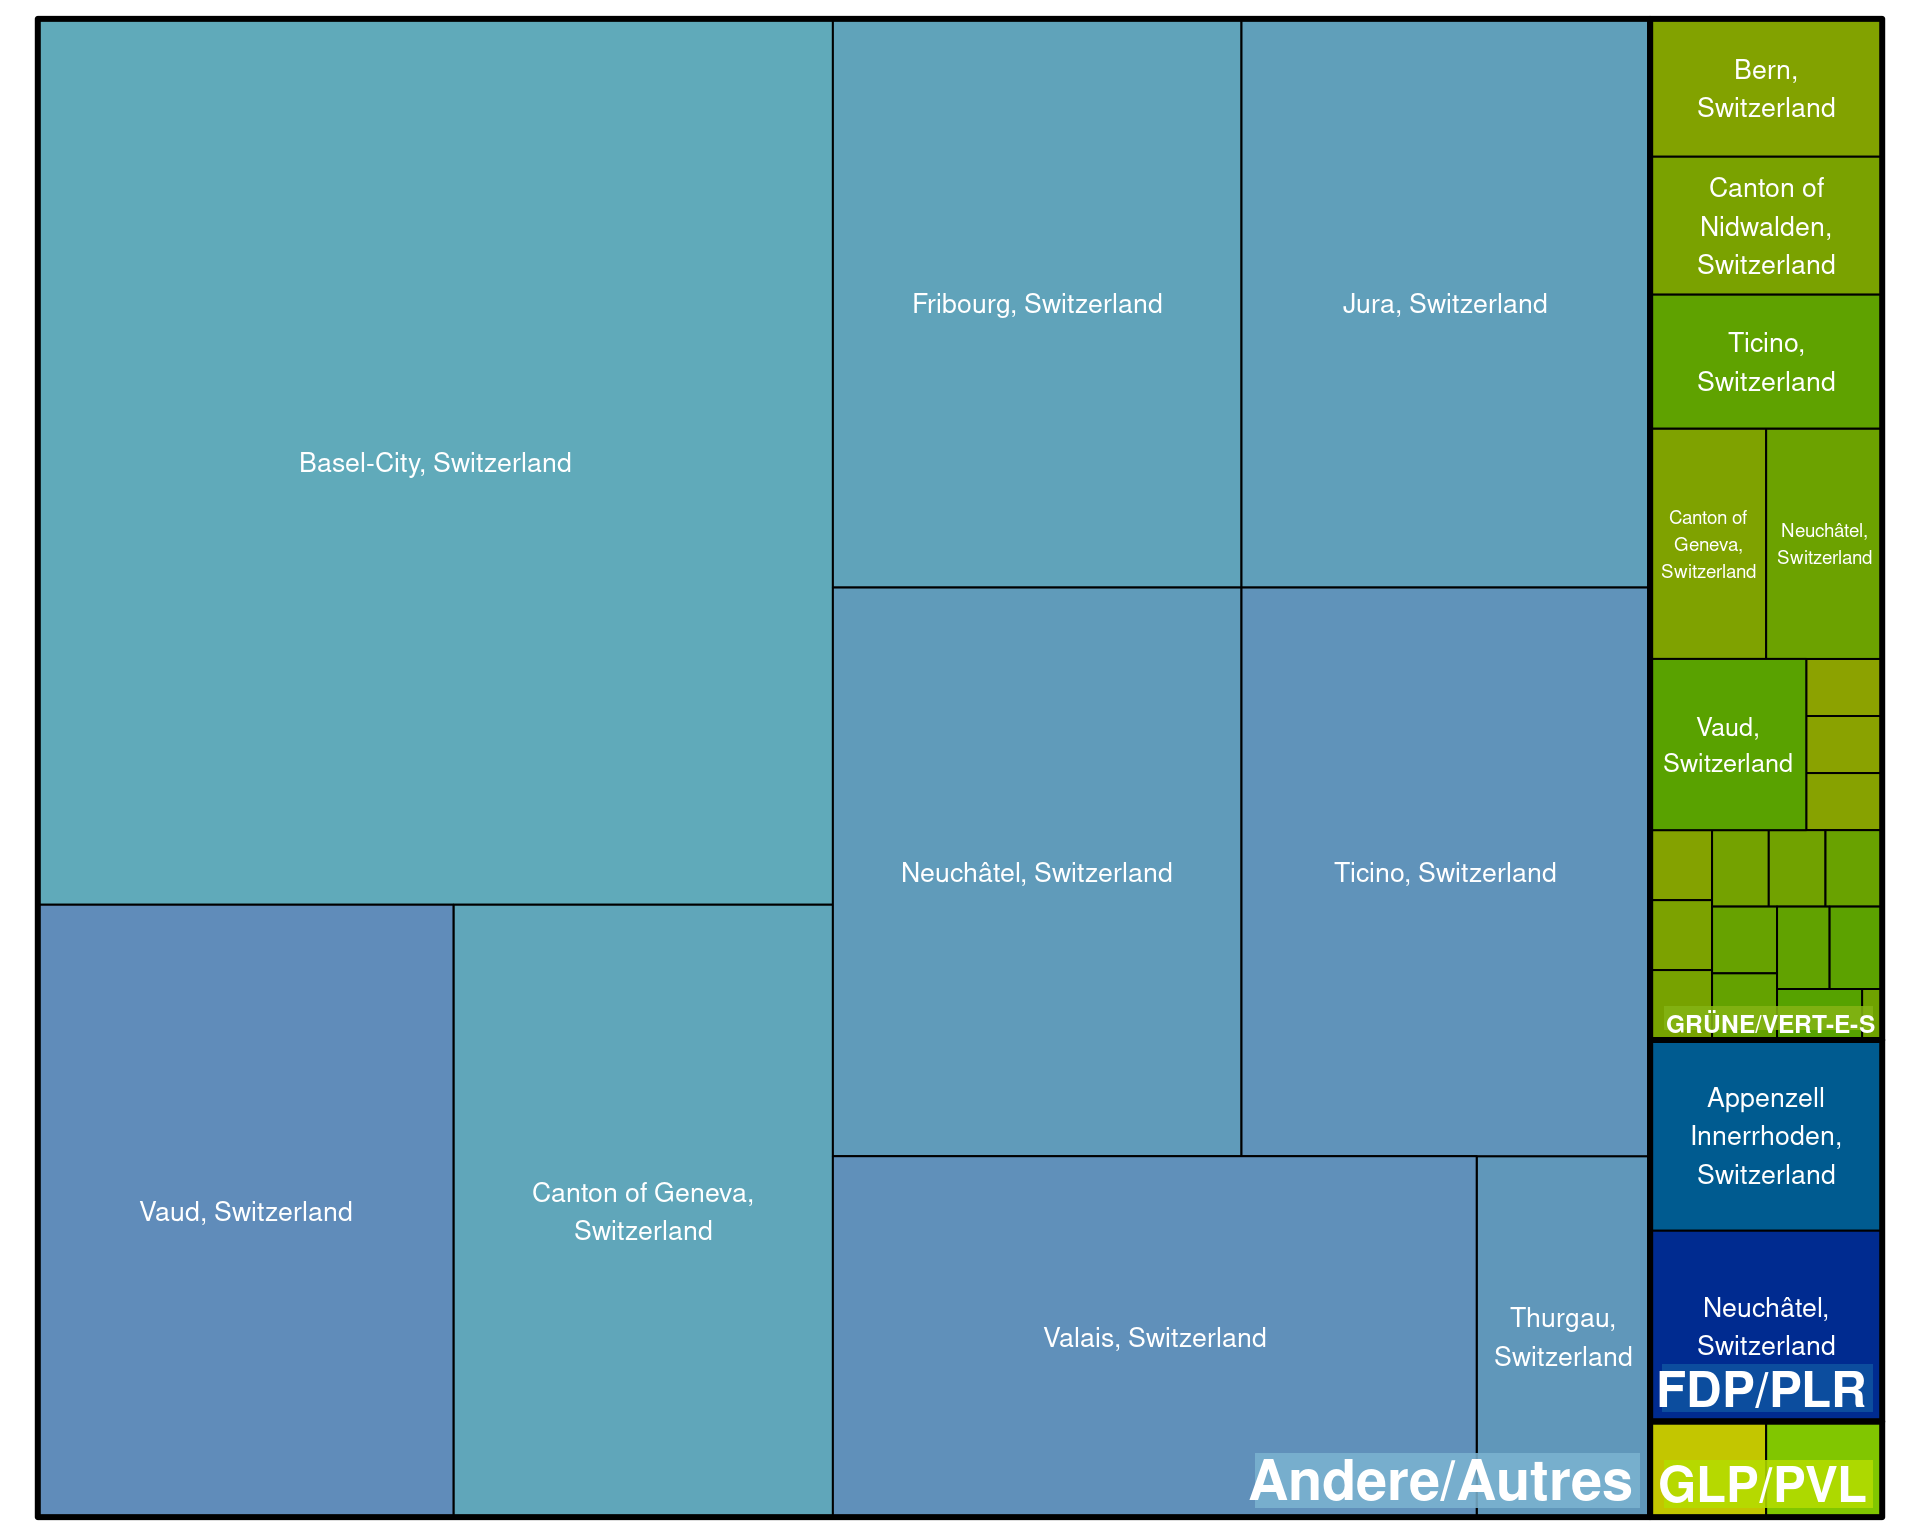 Basel-City, Switzerland
Fribourg, Switzerland
Jura, Switzerland
Neuchâtel, Switzerland
Ticino, Switzerland
Vaud, Switzerland
Canton of Geneva,
Switzerland
Valais, Switzerland
Thurgau,
Switzerland
Andere/Autres
Bern,
Switzerland
Canton of
Nidwalden,
Switzerland
Ticino,
Switzerland
Canton of
Geneva,
Switzerland
Neuchâtel,
Switzerland
Vaud,
Switzerland
GRÜNE/VERT-E-S
Appenzell
Innerrhoden,
Switzerland
Neuchâtel,
Switzerland
FDP/PLR
GLP/PVL